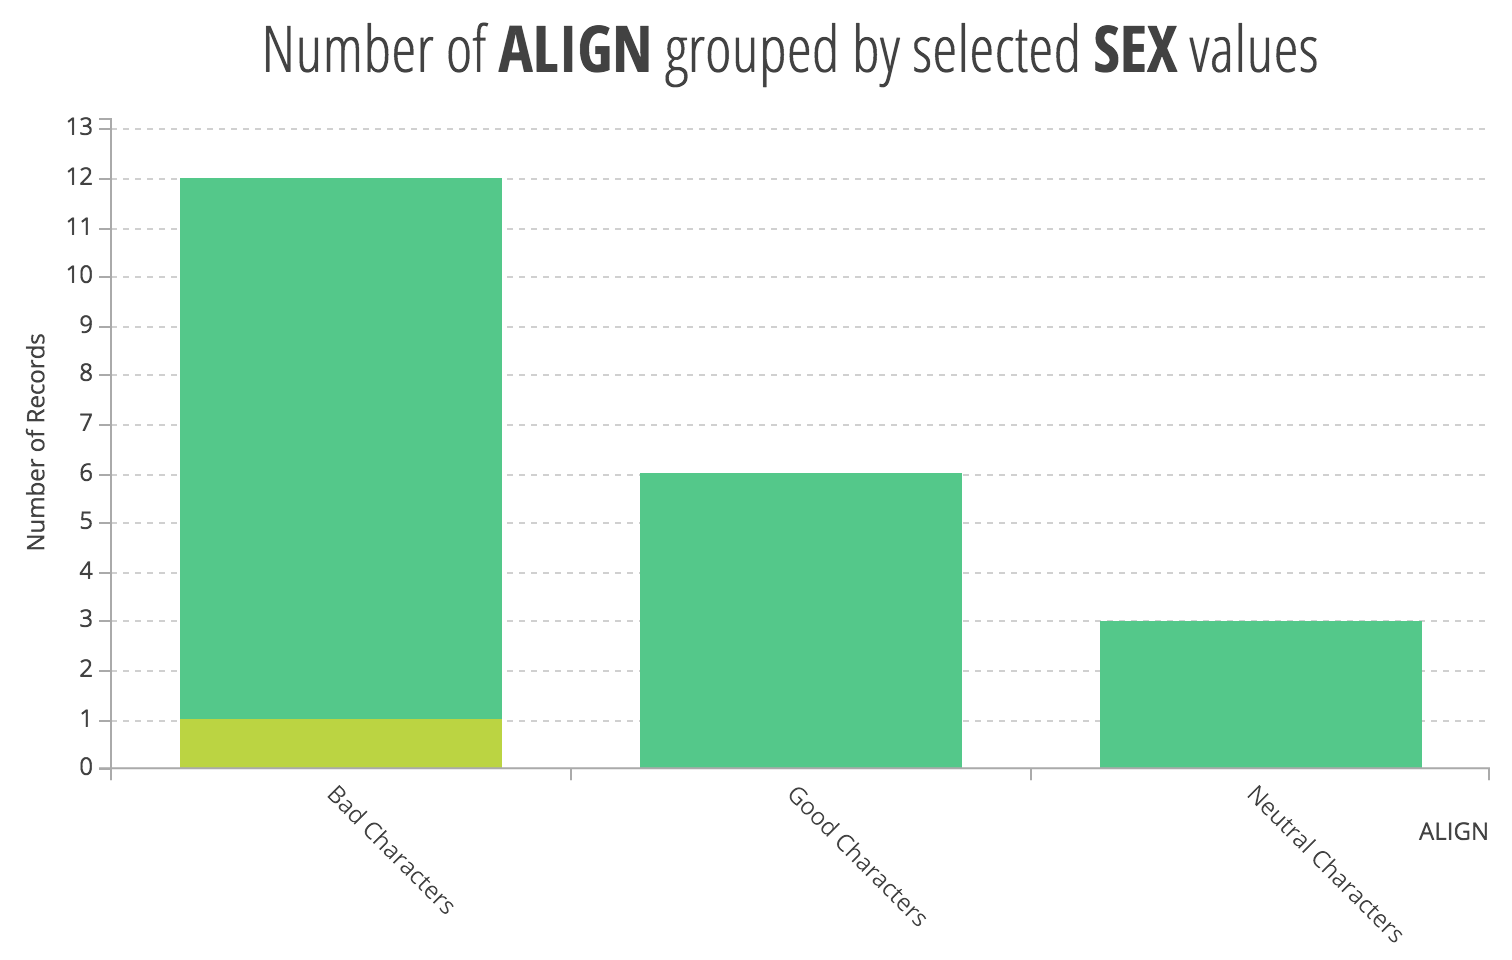 Number of ALIGN grouped by selected SEX values
13
12
11
10
9
8
7
6
5
4
3
2
1
0
Number of Records
Bad Characters
Good Characters
Neutral Characters
ALIGN